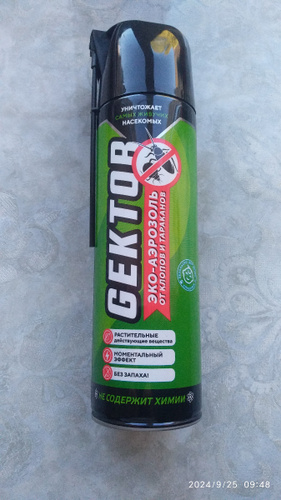 УНИЧТОЖАЕТ
САМЫХ ЖИВУЧИХ
НАСЕКОМЫХ
GEKTOR
ЭКО-АЭРОЗОЛЬ
ОТ КЛОПОВ И ТАРАКАНОВ
РАСТИТЕЛЬНЫЕ
действующие вещества
МОМЕНТАЛЬНЫЙ
ЭФФЕКТ
БЕЗ ЗАПАХА!
НЕ СОДЕРЖИТ ХИМИИ
2024/9/25 09:48